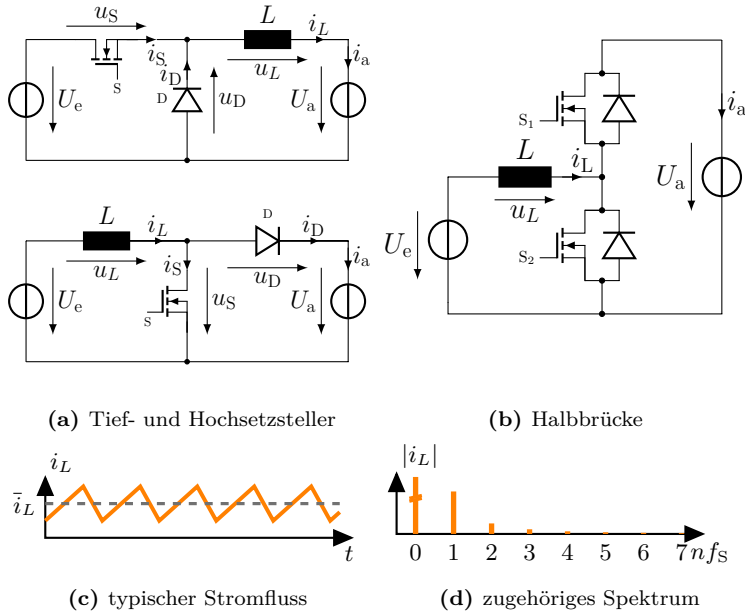 u_S
i_S
S
i_D
D
u_D
L
i_L
u_L
i_a
U_e
U_a
L
i_L
u_L
D
i_D
u_D
i_S
S
u_S
i_a
U_e
U_a
(a) Tief- und Hochsetzsteller
S_1
i_a
L
i_L
u_L
U_a
U_e
S_2
(b) Halbbrücke
i_L
i̅_L
t
(c) typischer Stromfluss
|i_L|
0 1 2 3 4 5 6 7 nf_S
(d) zugehöriges Spektrum